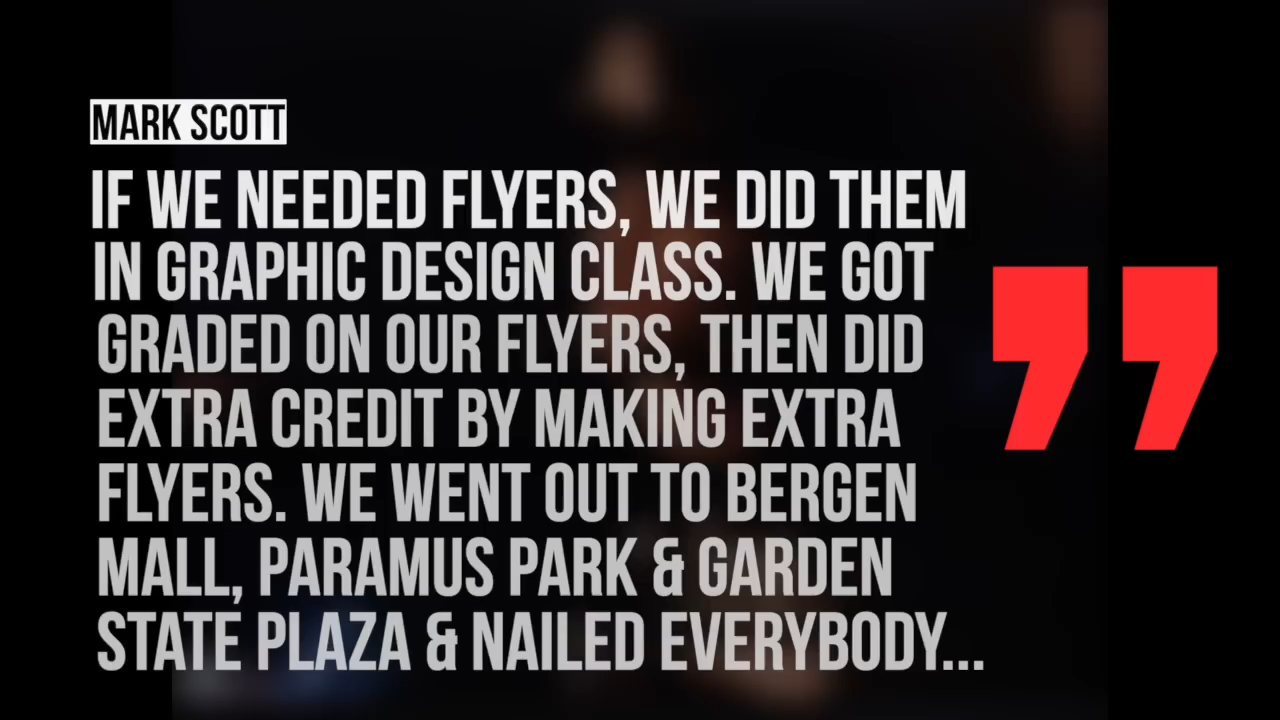 MARK SCOTT
IF WE NEEDED FLYERS, WE DID THEM
IN GRAPHIC DESIGN CLASS. WE GOT
GRADED ON OUR FLYERS, THEN DID
EXTRA CREDIT BY MAKING EXTRA
FLYERS. WE WENT OUT TO BERGEN
MALL, PARAMUS PARK & GARDEN
STATE PLAZA & NAILED EVERYBODY...
”